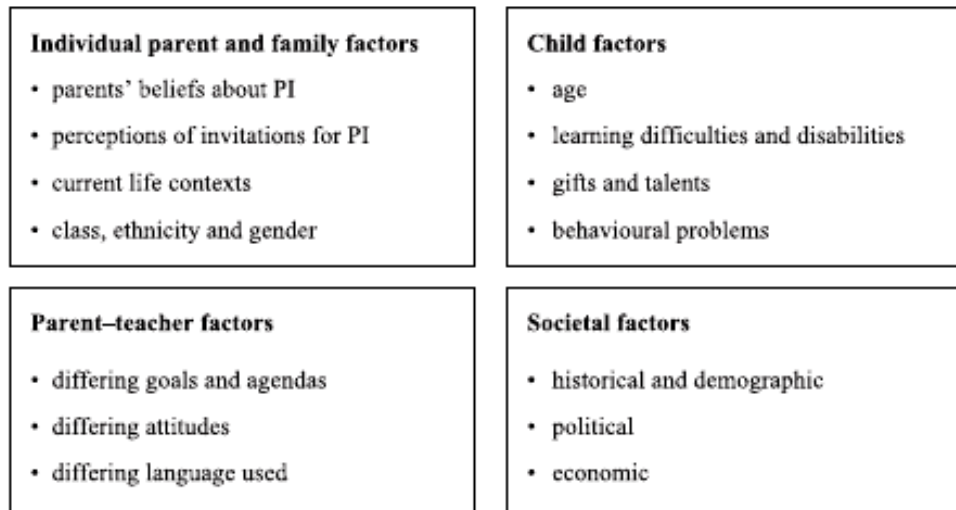 Individual parent and family factors
• parents' beliefs about PI
• perceptions of invitations for PI
• current life contexts
• class, ethnicity and gender
Child factors
• age
• learning difficulties and disabilities
• gifts and talents
• behavioural problems
Parent–teacher factors
• differing goals and agendas
• differing attitudes
• differing language used
Societal factors
• historical and demographic
• political
• economic